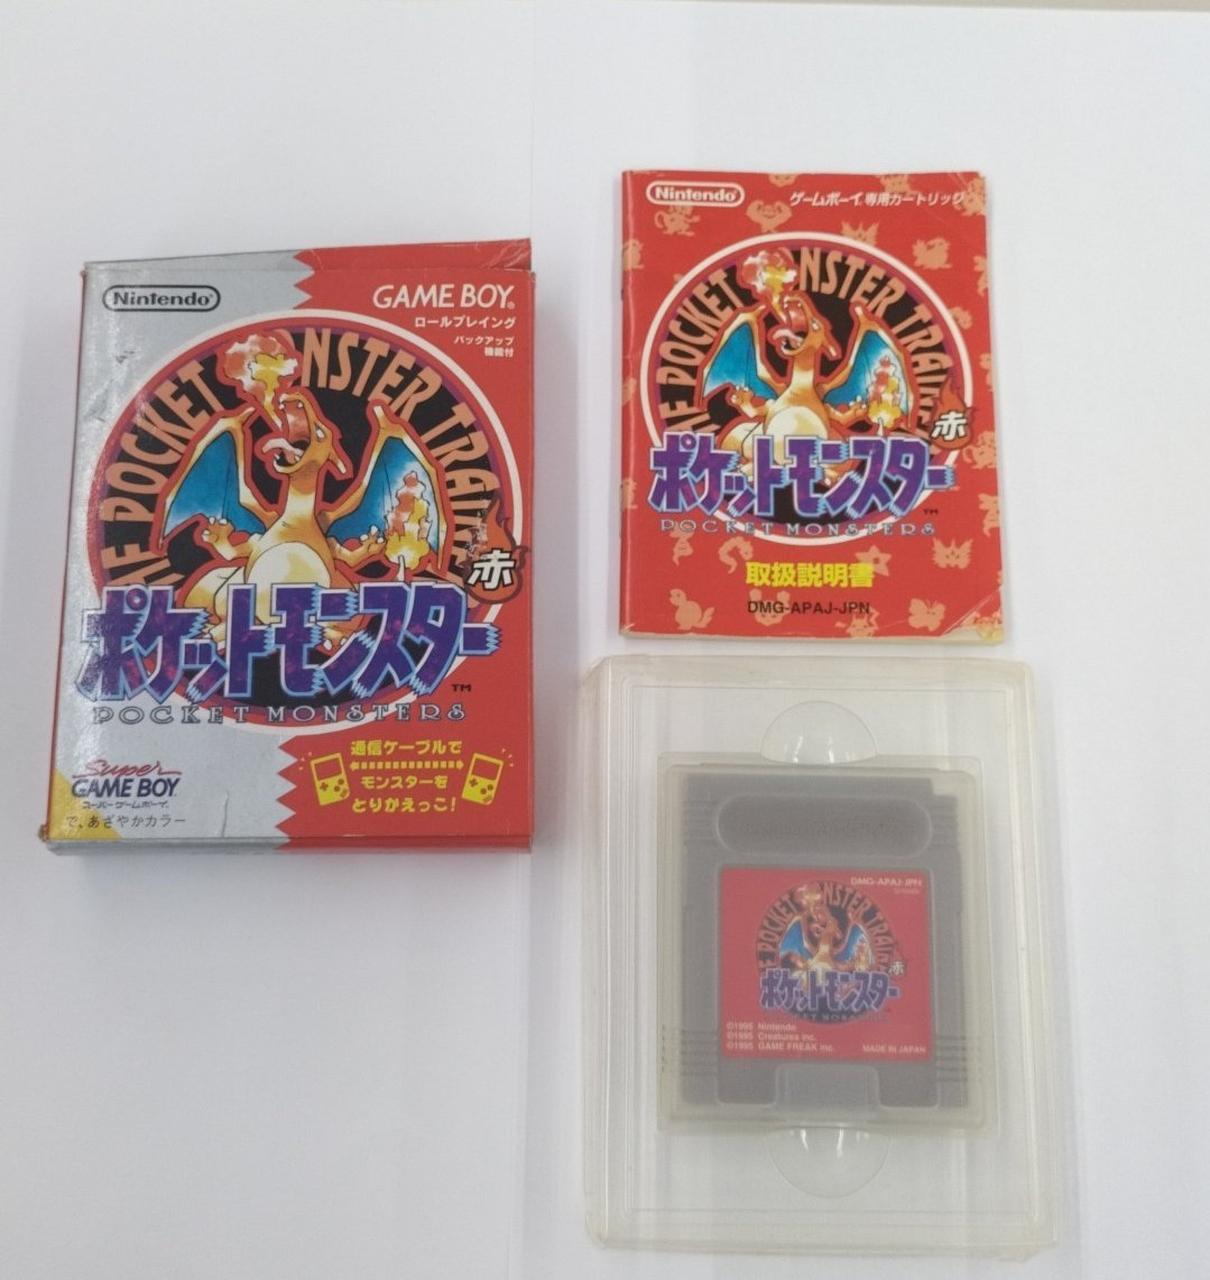 Nintendo®
GAME BOY®
ロールプレイング
バックアップ
機能付
POCKET MONSTER TRAIN
赤
ポケットモンスター
TM
POCKET MONSTERS
通信ケーブルで
モンスターを
とりかえっこ!
Super
GAME BOY
スーパーゲームボーイ
で、あざやかカラー
Nintendo®
ゲームボーイ専用カートリッジ
POCKET MONSTER TRAIN
赤
ポケットモンスター
TM
POCKET MONSTERS
取扱説明書
DMG-APAJ-JPN
DMG-APAJ-JPN
POCKET MONSTER TRAIN
赤
ポケットモンスター
©1995 Nintendo
©1995 Creatures inc.
©1995 GAME FREAK inc.
MADE IN JAPAN